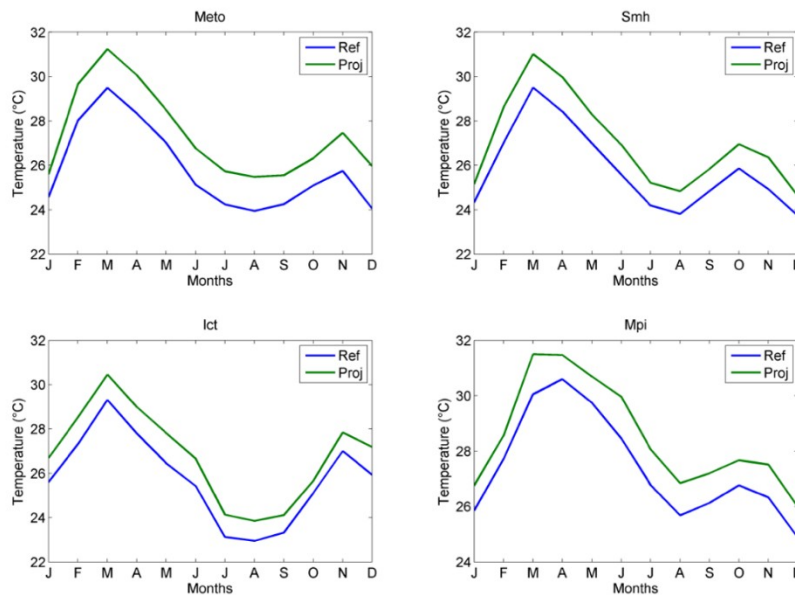 Meto
32
30
28
26
24
22
Temperature (°C)
Ref
Proj
J F M A M J J A S O N D
Months
Smh
32
30
28
26
24
22
Temperature (°C)
Ref
Proj
J F M A M J J A S O N D
Months
Ict
32
30
28
26
24
22
Temperature (°C)
Ref
Proj
J F M A M J J A S O N D
Months
Mpi
32
30
28
26
24
Temperature (°C)
Ref
Proj
J F M A M J J A S O N D
Months